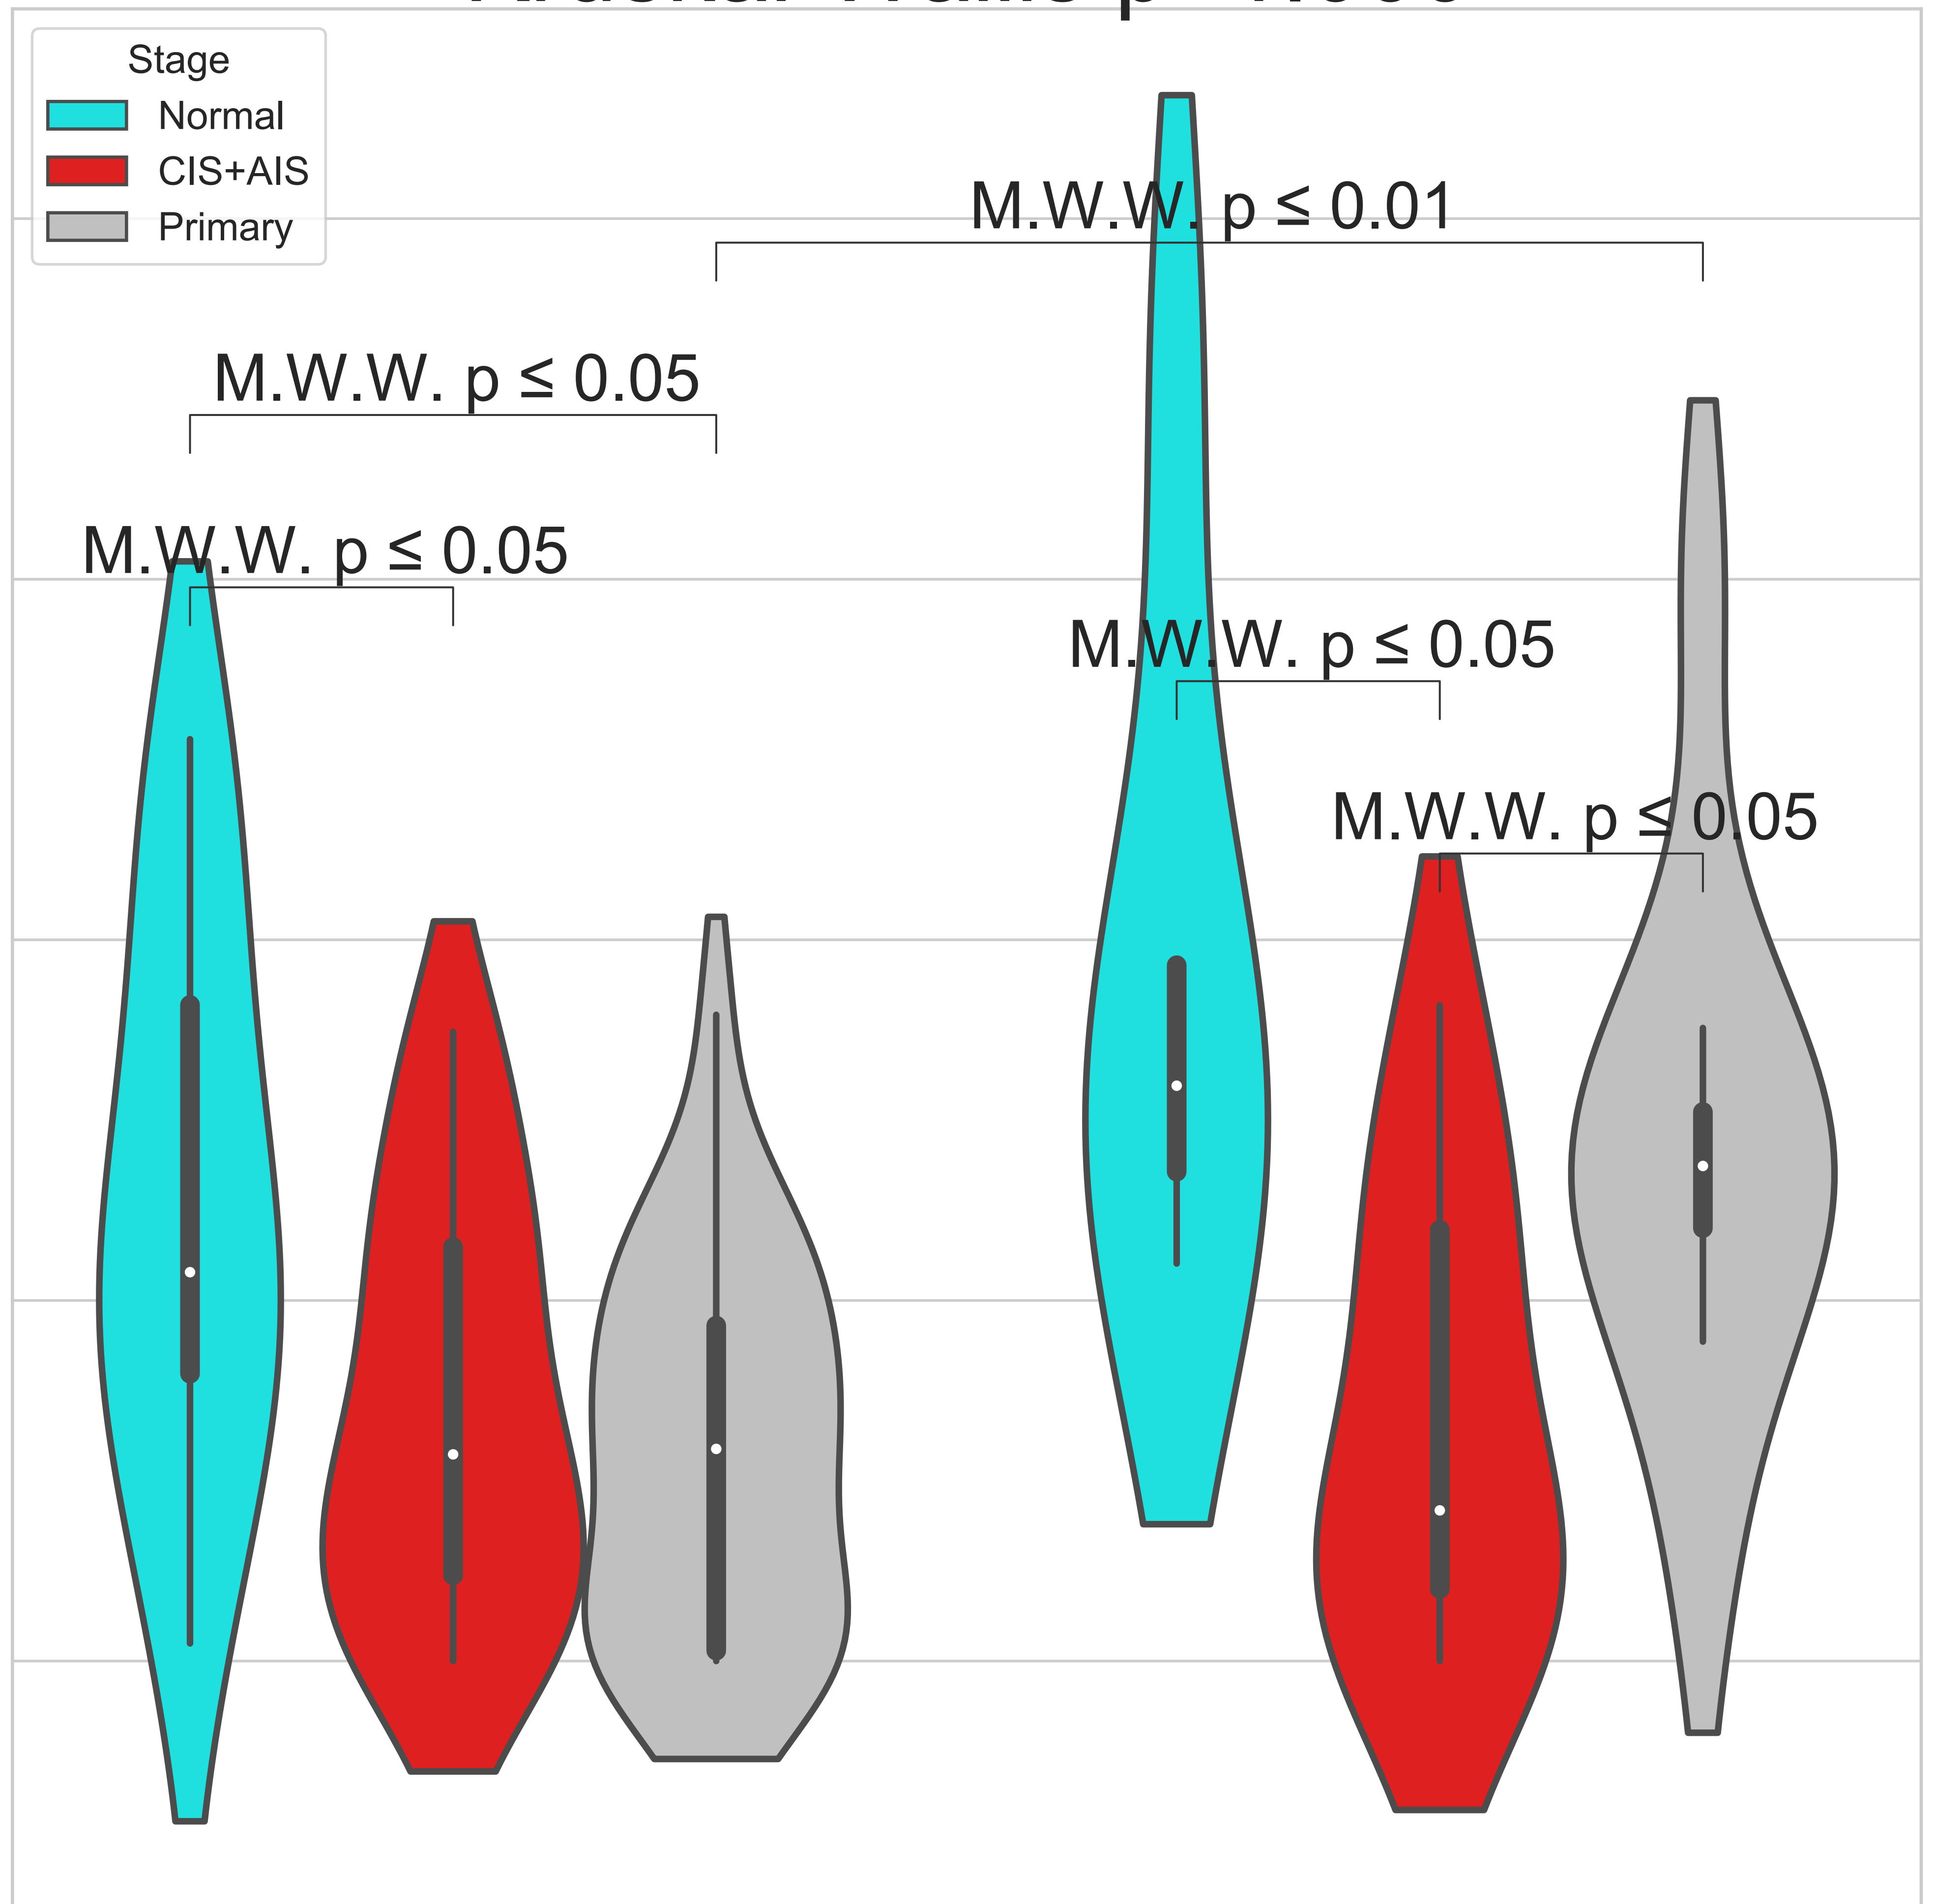 Stage
Normal
CIS+AIS
Primary
M.W.W. p ≤ 0.01
M.W.W. p ≤ 0.05
M.W.W. p ≤ 0.05
M.W.W. p ≤ 0.05
M.W.W. p ≤ 0.05